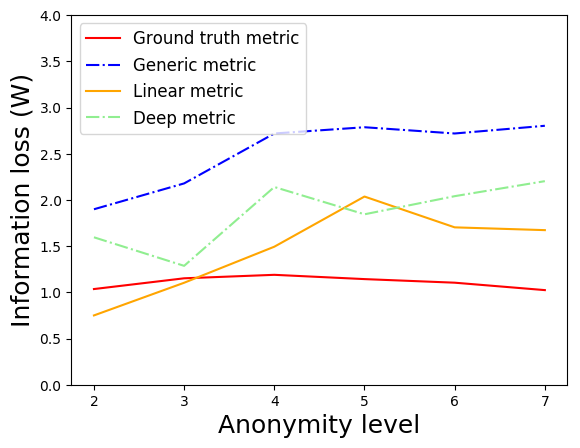 4.0
3.5
3.0
2.5
2.0
1.5
1.0
0.5
0.0
Information loss (W)
Ground truth metric
Generic metric
Linear metric
Deep metric
2 3 4 5 6 7
Anonymity level